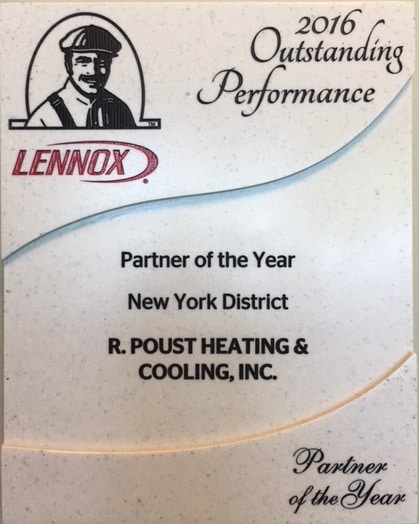 2016
Outstanding
Performance
LENNOX
Partner of the Year
New York District
R. POUST HEATING &
COOLING, INC.
Partner
of the Year